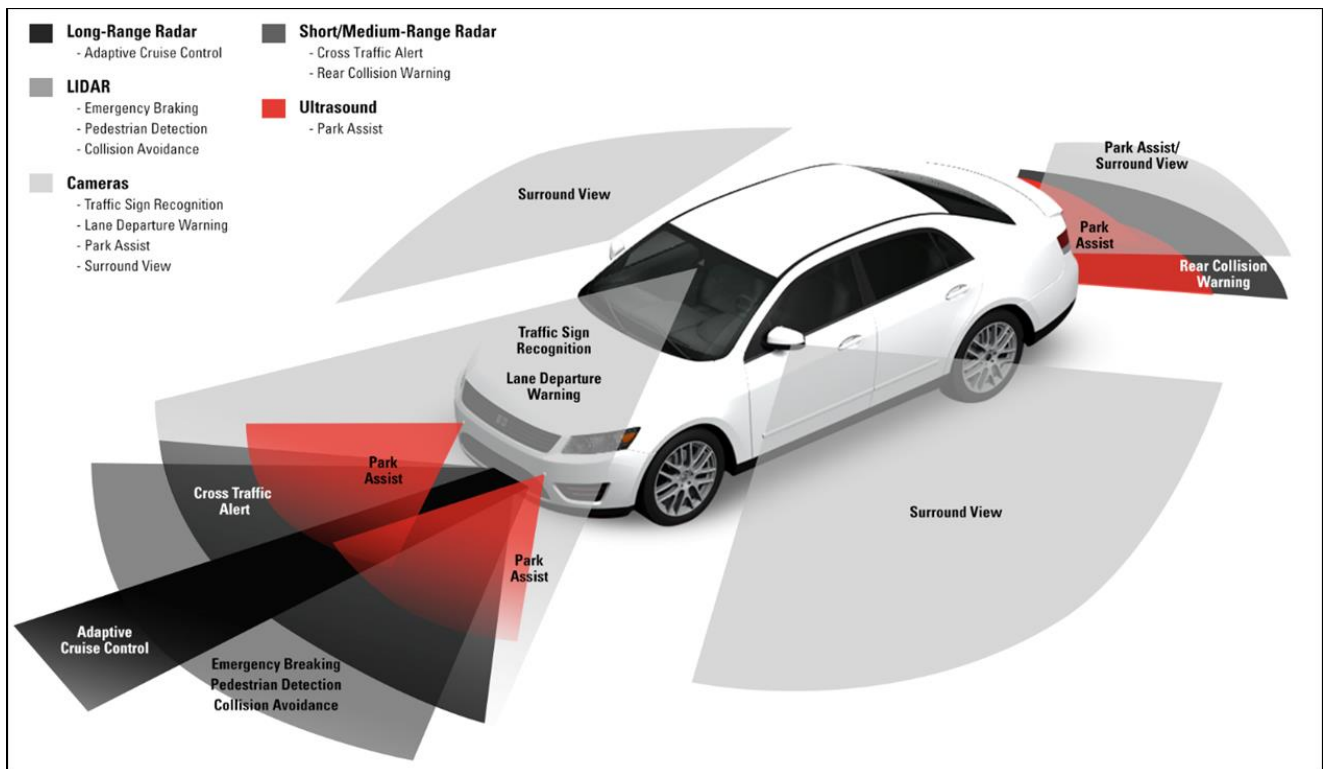 Long-Range Radar
- Adaptive Cruise Control
LIDAR
- Emergency Braking
- Pedestrian Detection
- Collision Avoidance
Cameras
- Traffic Sign Recognition
- Lane Departure Warning
- Park Assist
- Surround View
Short/Medium-Range Radar
- Cross Traffic Alert
- Rear Collision Warning
Ultrasound
- Park Assist
Surround View
Park Assist/
Surround View
Park
Assist
Rear Collision
Warning
Traffic Sign
Recognition
Lane Departure
Warning
Park
Assist
Cross Traffic
Alert
Surround View
Park
Assist
Adaptive
Cruise Control
Emergency Breaking
Pedestrian Detection
Collision Avoidance